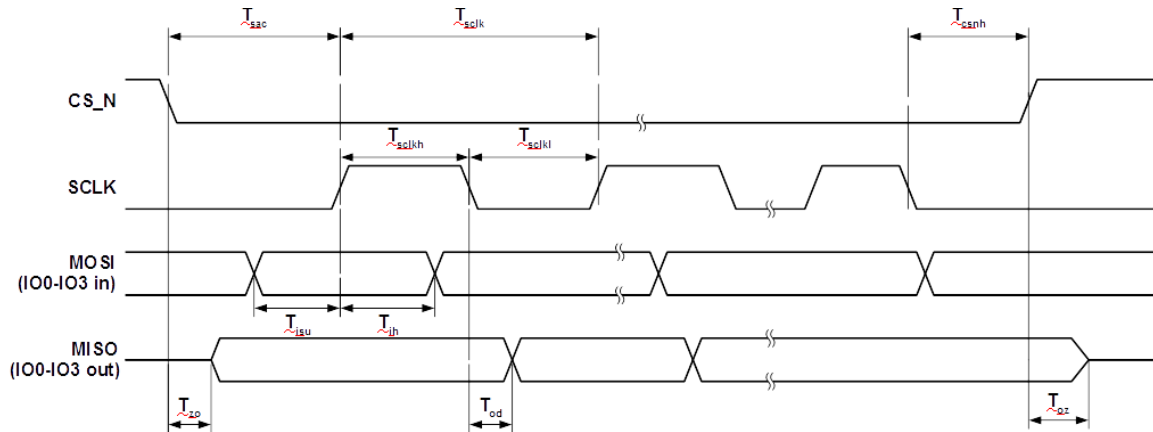 Tsac Tsclk Tcsnh
CS_N
Tsclkh Tsclkl
SCLK
MOSI
(IO0-IO3 in)
Tisu Tih
MISO
(IO0-IO3 out)
Tzo Tod Toz